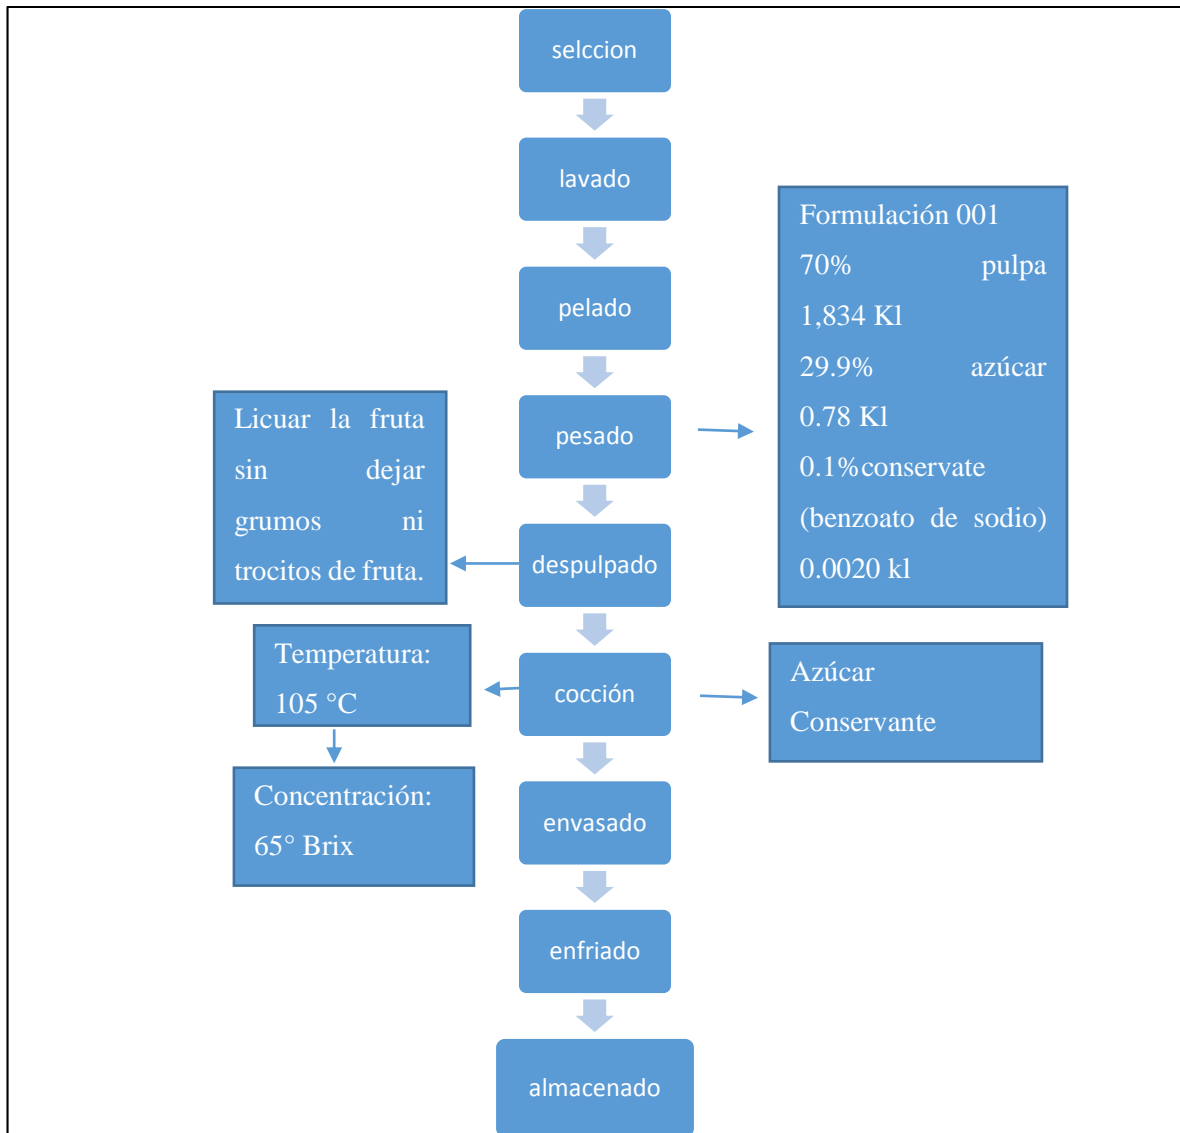 selccion
lavado
pelado
pesado
Formulación 001
70% pulpa
1,834 Kl
29.9% azúcar
0.78 Kl
0.1%conservate
(benzoato de sodio)
0.0020 kl
despulpado
Licuar la fruta
sin dejar
grumos ni
trocitos de fruta.
cocción
Temperatura:
105 °C
Concentración:
65° Brix
Azúcar
Conservante
envasado
enfriado
almacenado